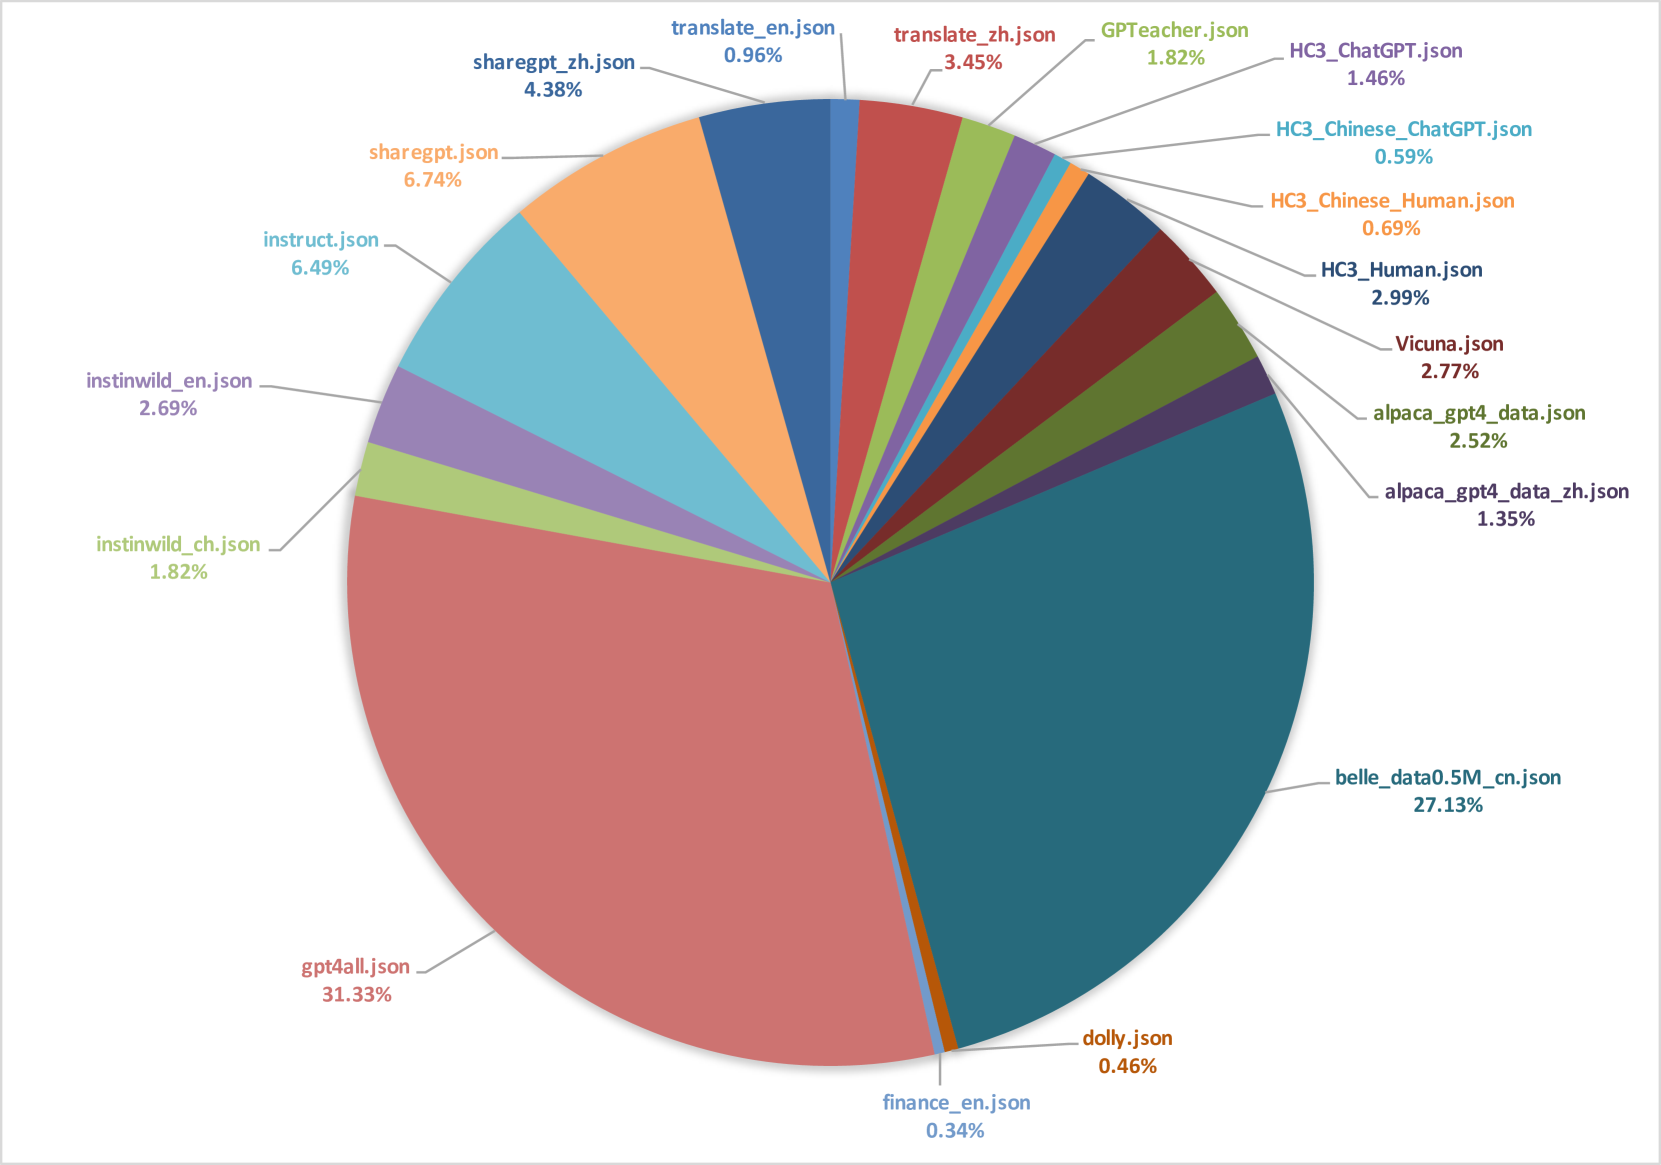 translate_en.json
0.96%
translate_zh.json
3.45%
GPTeacher.json
1.82%
HC3_ChatGPT.json
1.46%
HC3_Chinese_ChatGPT.json
0.59%
HC3_Chinese_Human.json
0.69%
HC3_Human.json
2.99%
Vicuna.json
2.77%
alpaca_gpt4_data.json
2.52%
alpaca_gpt4_data_zh.json
1.35%
belle_data0.5M_cn.json
27.13%
dolly.json
0.46%
finance_en.json
0.34%
gpt4all.json
31.33%
instinwild_ch.json
1.82%
instinwild_en.json
2.69%
instruct.json
6.49%
sharegpt.json
6.74%
sharegpt_zh.json
4.38%